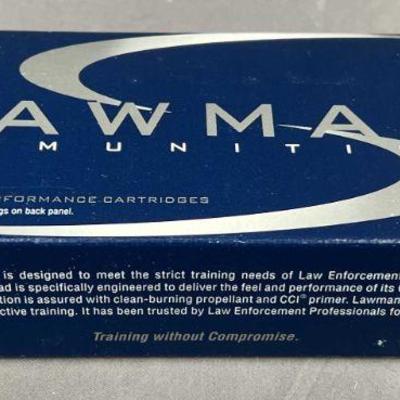 AWMA
MUNITI
RFORMANCE CARTRIDGES
gs on back panel.
is designed to meet the strict training needs of Law Enforcement
ad is specifically engineered to deliver the feel and performance of its
tion is assured with clean-burning propellant and CCI® primer. Lawman
ctive training. It has been trusted by Law Enforcement Professionals fo
Training without Compromise.